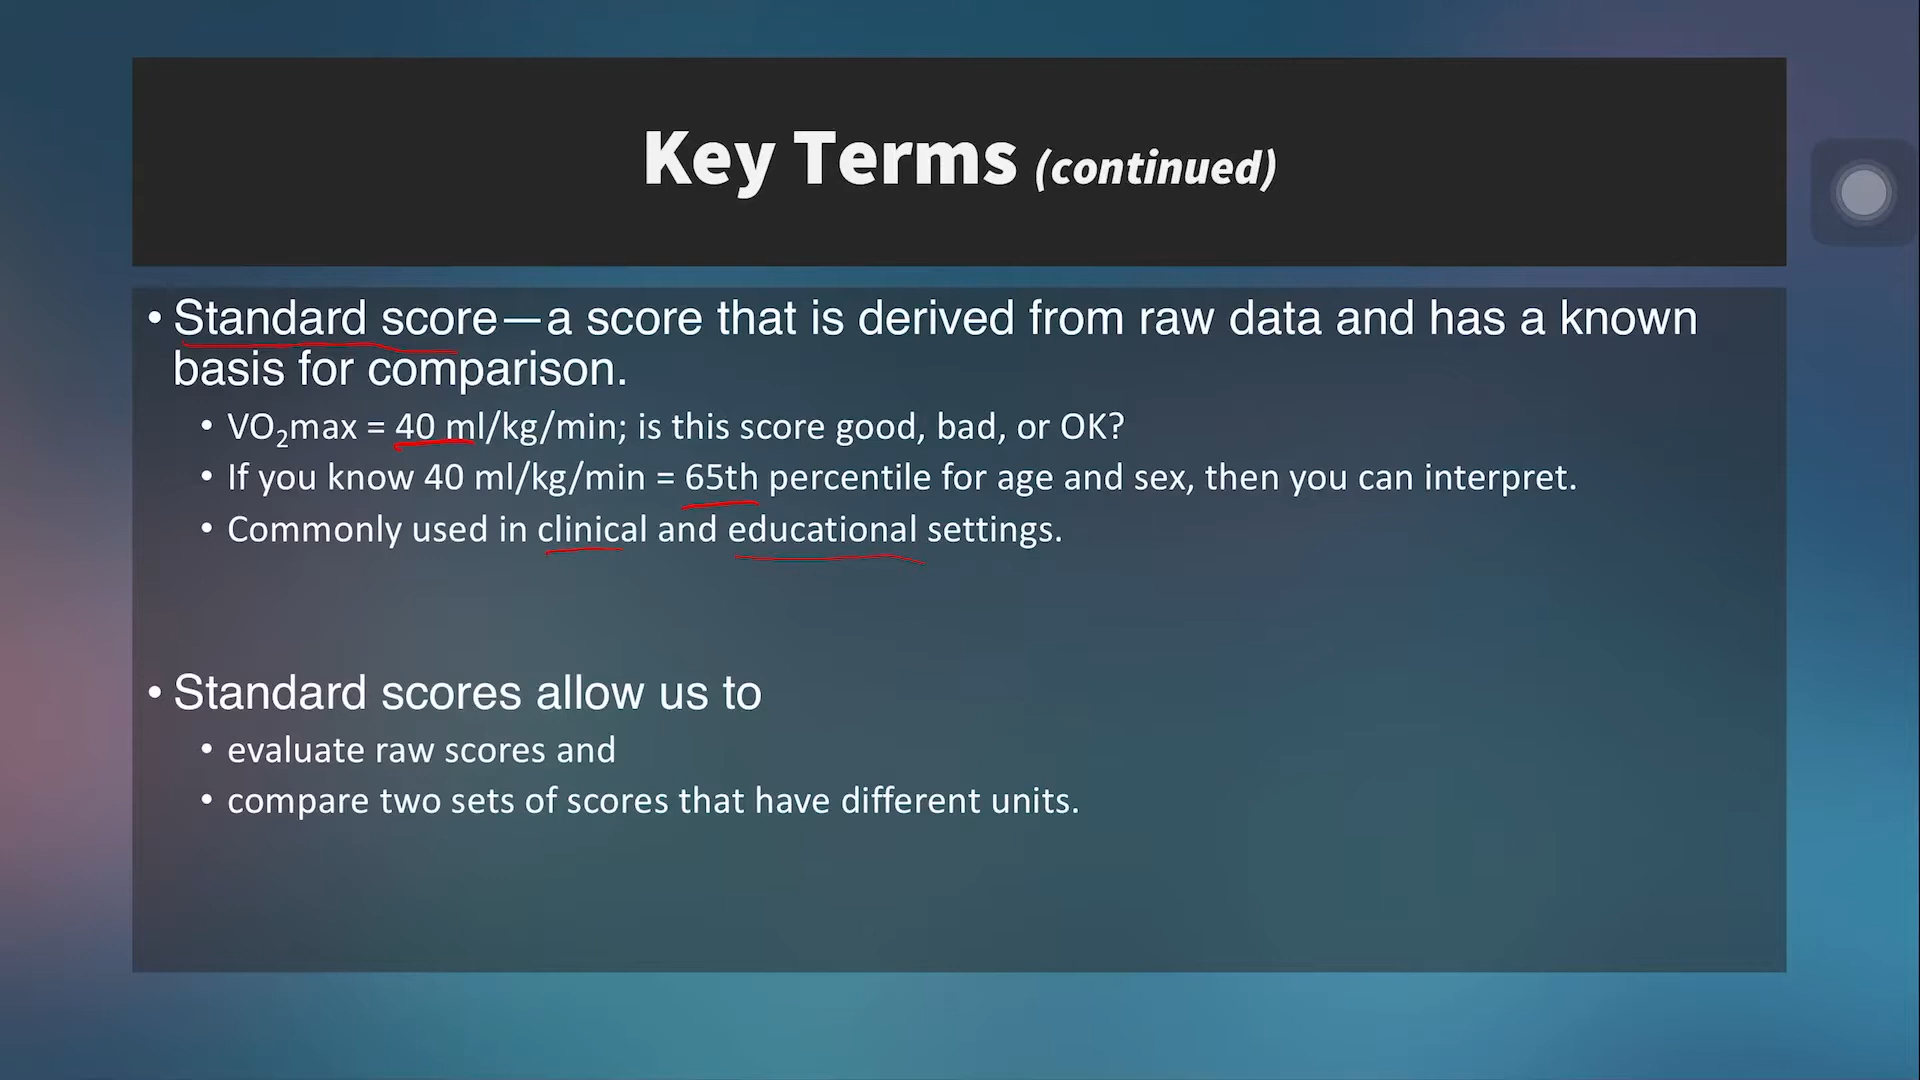 Key Terms (continued)
• Standard score—a score that is derived from raw data and has a known
basis for comparison.
• VO₂max = 40 ml/kg/min; is this score good, bad, or OK?
• If you know 40 ml/kg/min = 65th percentile for age and sex, then you can interpret.
• Commonly used in clinical and educational settings.
• Standard scores allow us to
• evaluate raw scores and
• compare two sets of scores that have different units.